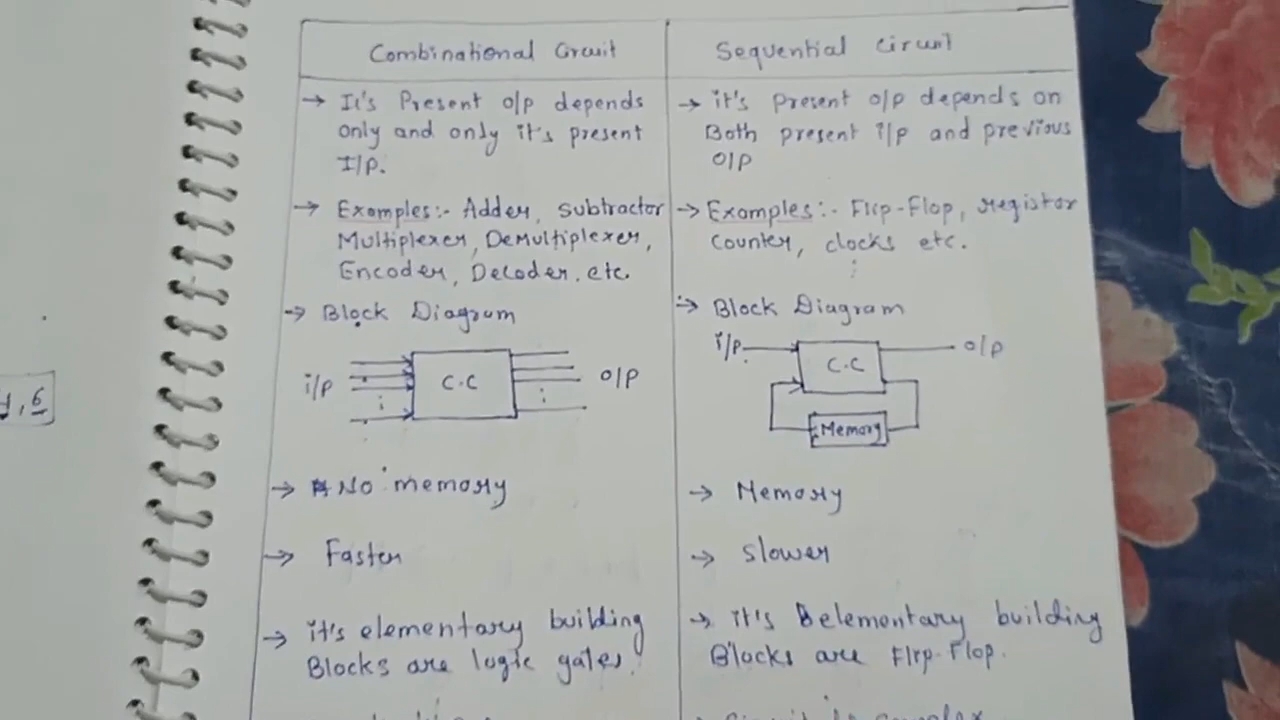 Combinational Circuit
→ It's Present o/p depends
only and only it's present
I/p.
→ Examples:- Adder, Subtractor
Multiplexer, DeMultiplexer,
Encoder, Decoder. etc.
→ Block Diagram
i/p C.C O/P
→ No memory
→ Faster
→ it's elementary building
Blocks are logic gates.
Sequential Circuit
→ it's present o/p depends on
Both present i/p and previous
O/P
→ Examples:- Flip-Flop, register
Counter, clocks etc.
→ Block Diagram
i/p C.C O/P
Memory
→ Memory
→ Slower
→ it's elementary building
Blocks are Flip-Flop.
, 6